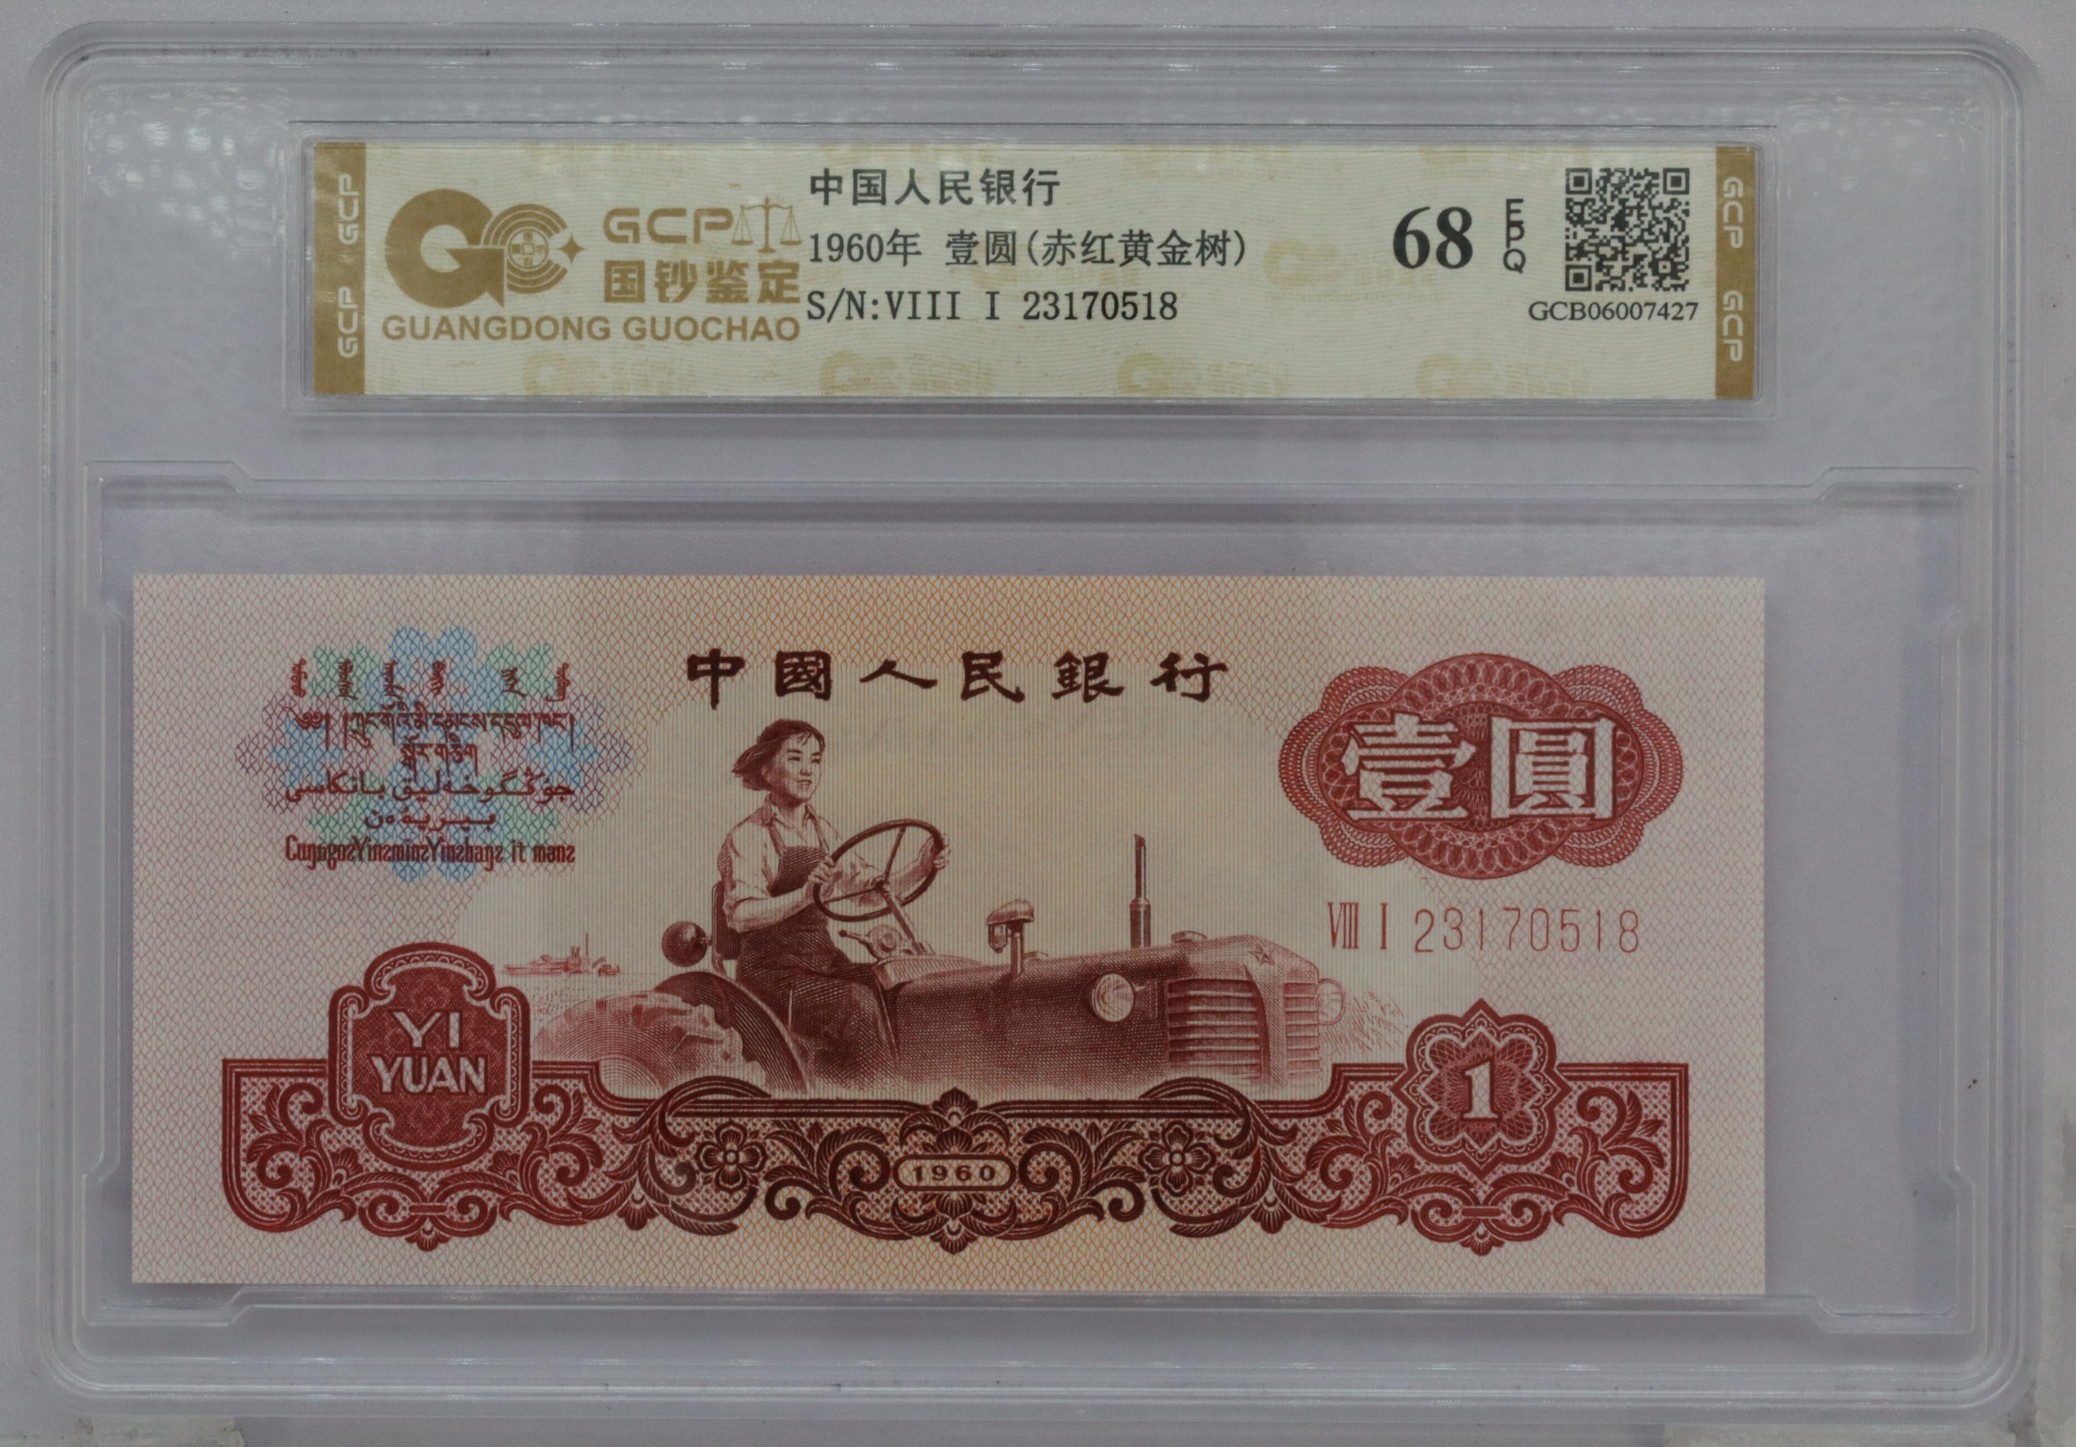 GCP
GCP
GCP
国钞鉴定
GUANGDONG GUOCHAO
中国人民银行
1960年 壹圆(赤红黄金树)
S/N:VIII I 23170518
68
EPQ
GCB06007427
GCP
GCP
中國人民銀行
壹圓
VIII I 23170518
YI
YUAN
1
1960